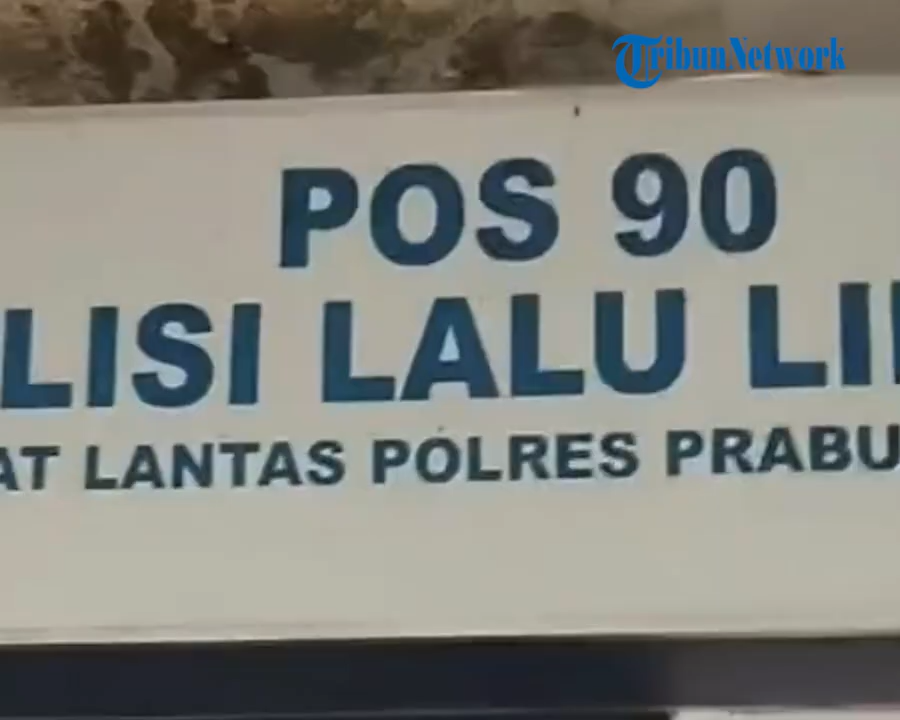 TribunNetwork
POS 90
LISI LALU LI
AT LANTAS POLRES PRABU